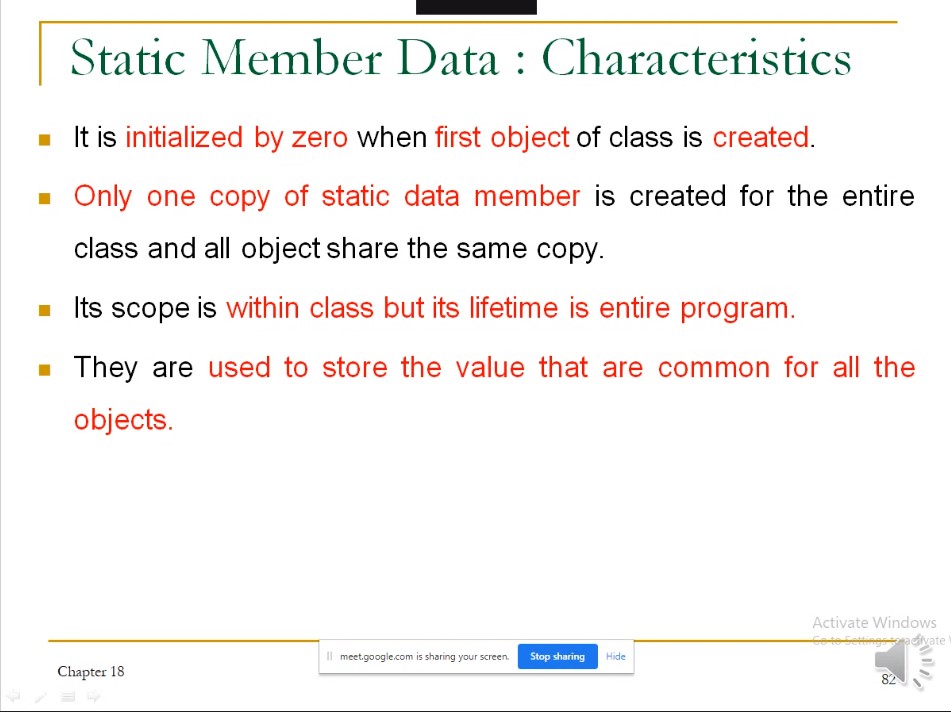 Static Member Data : Characteristics
It is initialized by zero when first object of class is created.
Only one copy of static data member is created for the entire
class and all object share the same copy.
Its scope is within class but its lifetime is entire program.
They are used to store the value that are common for all the
objects.
Activate Windows
Go to Settings to activate
meet.google.com is sharing your screen. Stop sharing Hide
Chapter 18
82